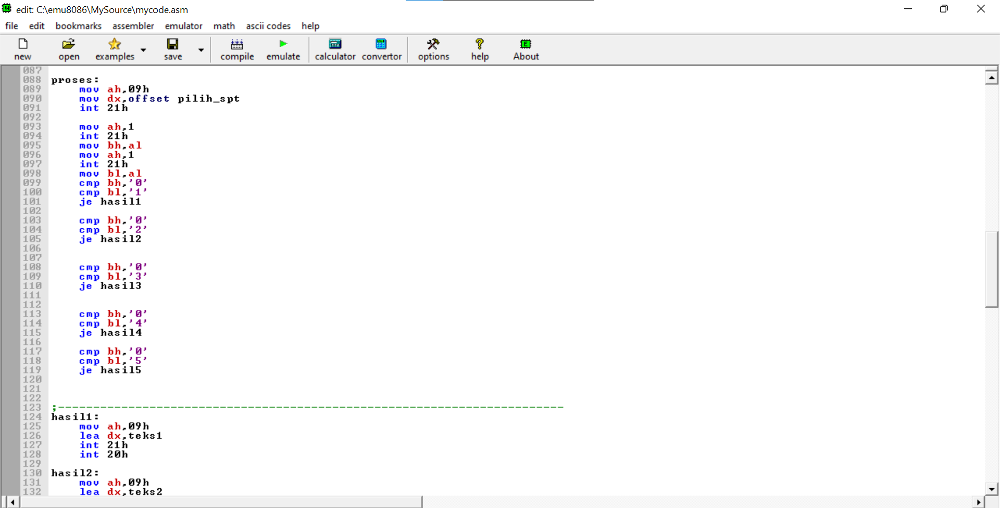 edit: C:\emu8086\MySource\mycode.asm
file edit bookmarks assembler emulator math ascii codes help
new open examples save compile emulate calculator convertor options help About
087
088 proses:
089 mov ah,09h
090 mov dx,offset pilih_spt
091 int 21h
092
093 mov ah,1
094 int 21h
095 mov bh,al
096 mov ah,1
097 int 21h
098 mov bl,al
099 cmp bh,'0'
100 cmp bl,'1'
101 je hasil1
102
103 cmp bh,'0'
104 cmp bl,'2'
105 je hasil2
106
107
108 cmp bh,'0'
109 cmp bl,'3'
110 je hasil3
111
112
113 cmp bh,'0'
114 cmp bl,'4'
115 je hasil4
116
117 cmp bh,'0'
118 cmp bl,'5'
119 je hasil5
120
121
122
123 ;------------------------------------------------------------------------
124 hasil1:
125 mov ah,09h
126 lea dx,teks1
127 int 21h
128 int 20h
129
130 hasil2:
131 mov ah,09h
132 lea dx,teks2